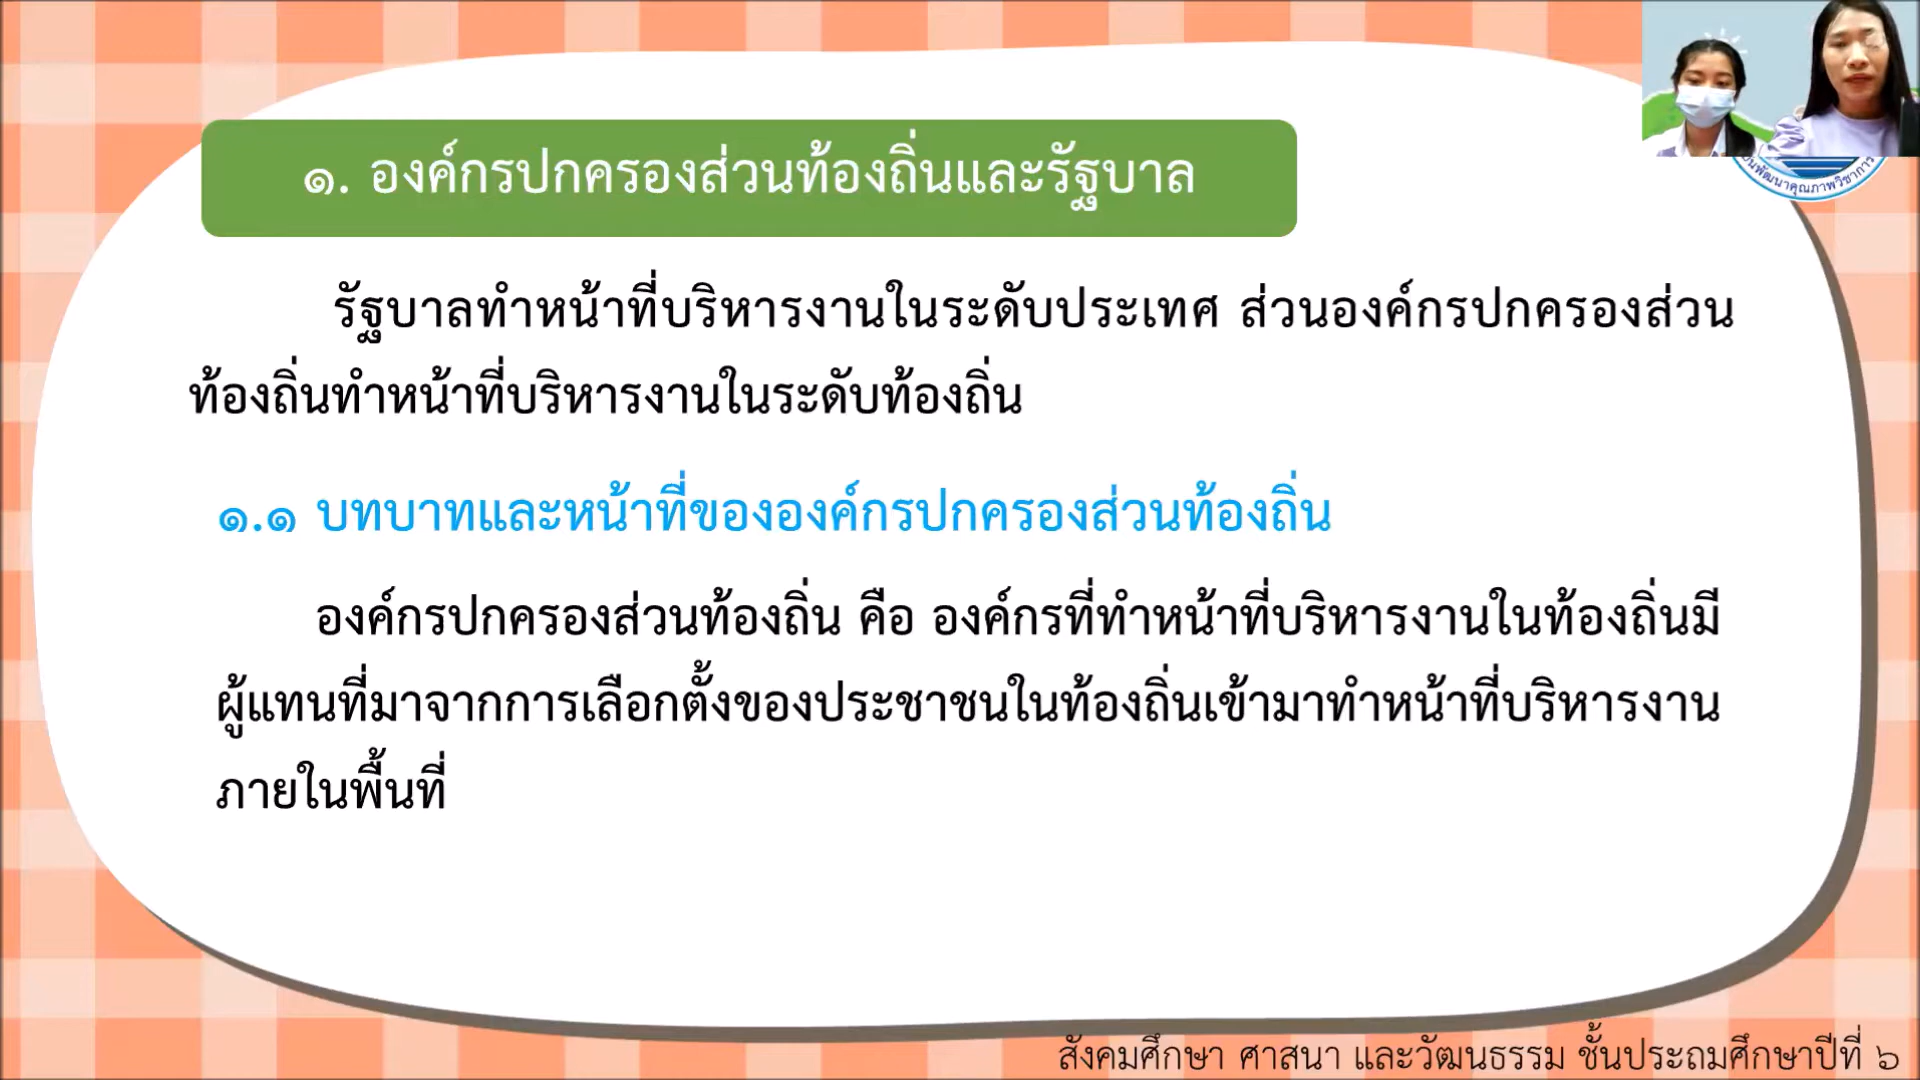 ๑. องค์กรปกครองส่วนท้องถิ่นและรัฐบาล
รัฐบาลทำหน้าที่บริหารงานในระดับประเทศ ส่วนองค์กรปกครองส่วน
ท้องถิ่นทำหน้าที่บริหารงานในระดับท้องถิ่น
๑.๑ บทบาทและหน้าที่ขององค์กรปกครองส่วนท้องถิ่น
องค์กรปกครองส่วนท้องถิ่น คือ องค์กรที่ทำหน้าที่บริหารงานในท้องถิ่นมี
ผู้แทนที่มาจากการเลือกตั้งของประชาชนในท้องถิ่นเข้ามาทำหน้าที่บริหารงาน
ภายในพื้นที่
พัฒนาคุณภาพวิชาการ
สังคมศึกษา ศาสนา และวัฒนธรรม ชั้นประถมศึกษาปีที่ ๖